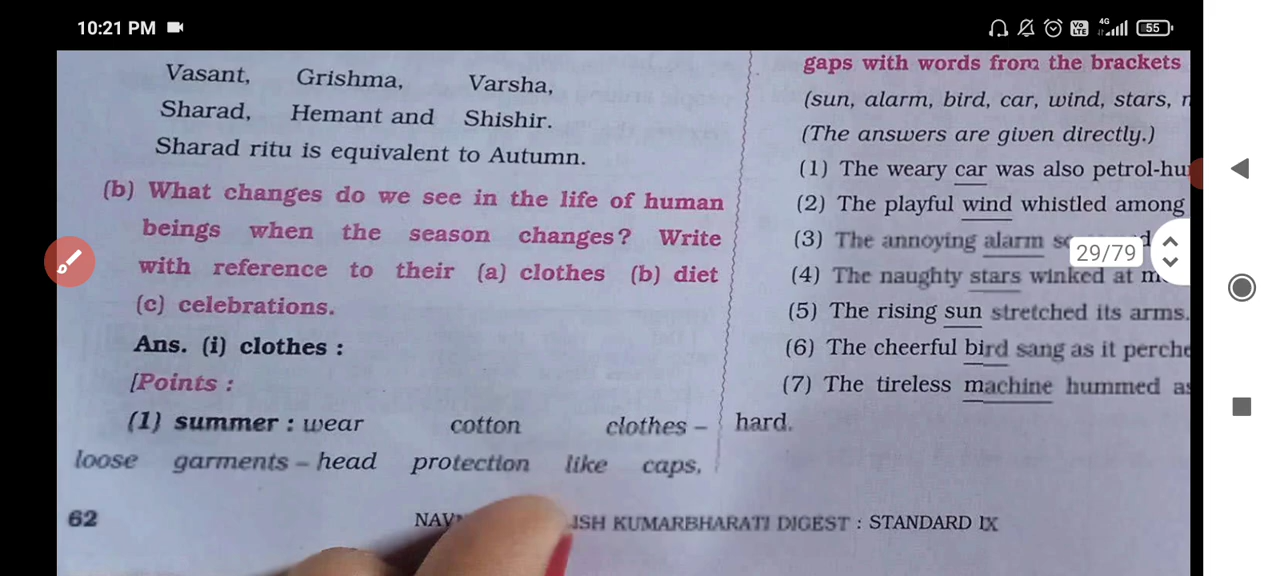 10:21 PM
4G
Vo LTE
55
Vasant, Grishma, Varsha,
Sharad, Hemant and Shishir.
Sharad ritu is equivalent to Autumn.
(b) What changes do we see in the life of human
beings when the season changes? Write
with reference to their (a) clothes (b) diet
(c) celebrations.
Ans. (i) clothes :
[Points :
(1) summer : wear cotton clothes –
loose garments – head protection like caps,
gaps with words from the brackets
(sun, alarm, bird, car, wind, stars,
(The answers are given directly.)
(1) The weary car was also
(2) The playful wind whistled among
(3) The annoying alarm
(4) The naughty stars winked at
(5) The rising sun stretched its arms.
(6) The cheerful bird sang as it
(7) The tireless machine hummed as
hard.
29/79
62
KUMARBHARATI DIGEST : STANDARD IX